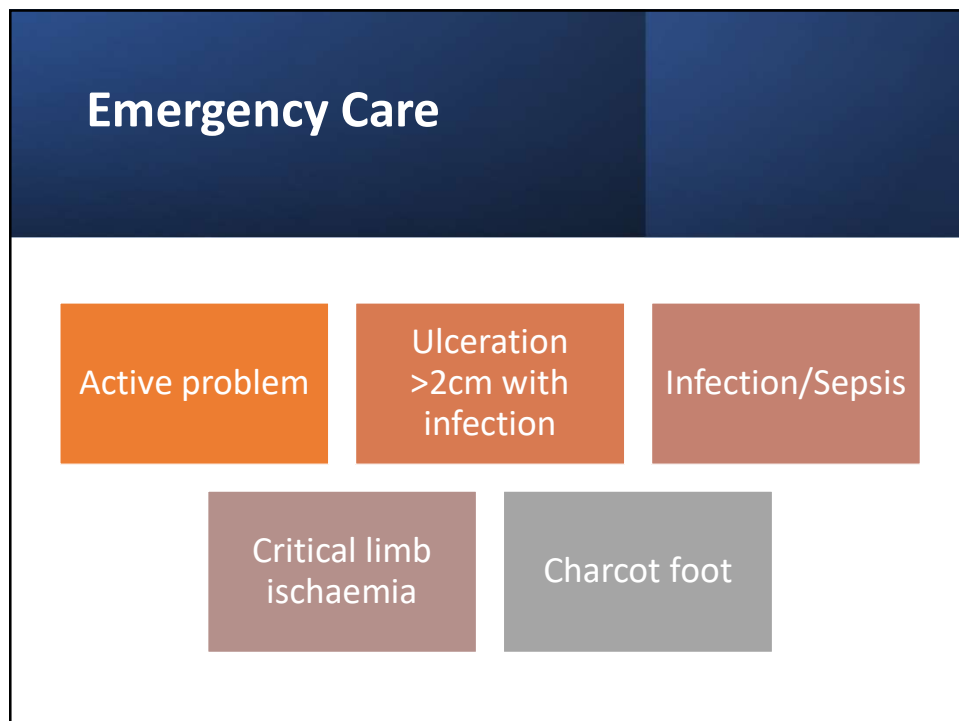 Emergency Care
Active problem
Ulceration
>2cm with
infection
Infection/Sepsis
Critical limb
ischaemia
Charcot foot